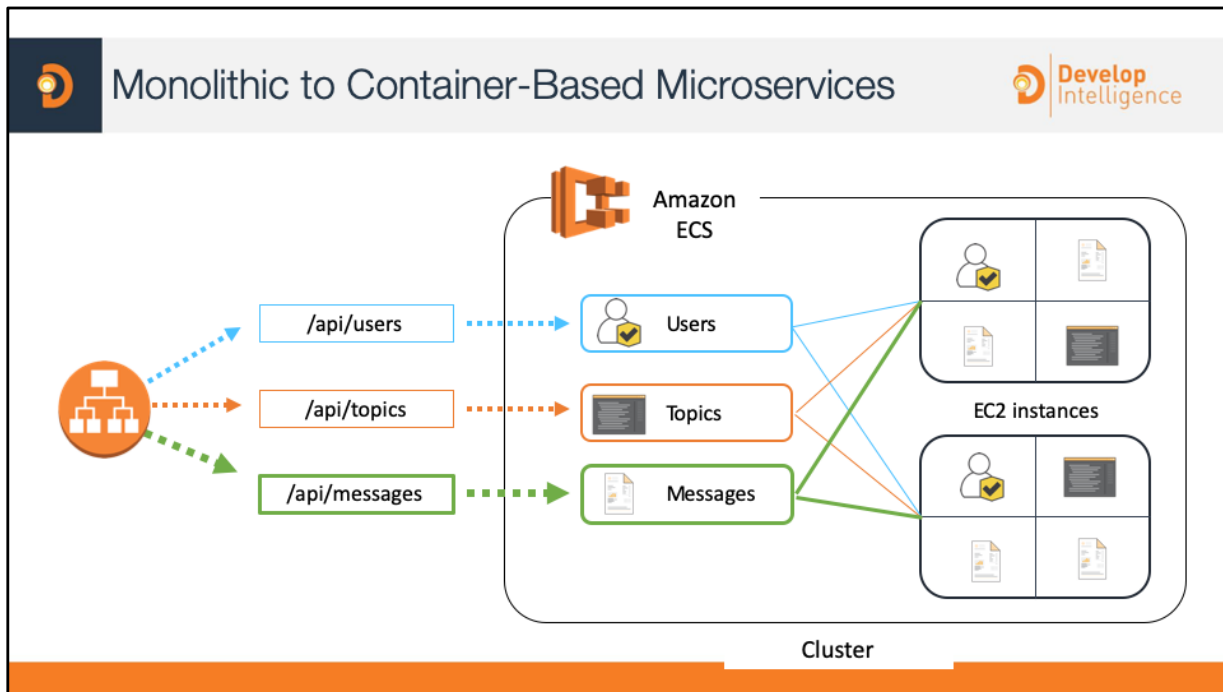 Monolithic to Container-Based Microservices
Develop
Intelligence
Amazon
ECS
/api/users
Users
/api/topics
Topics
EC2 instances
/api/messages
Messages
Cluster